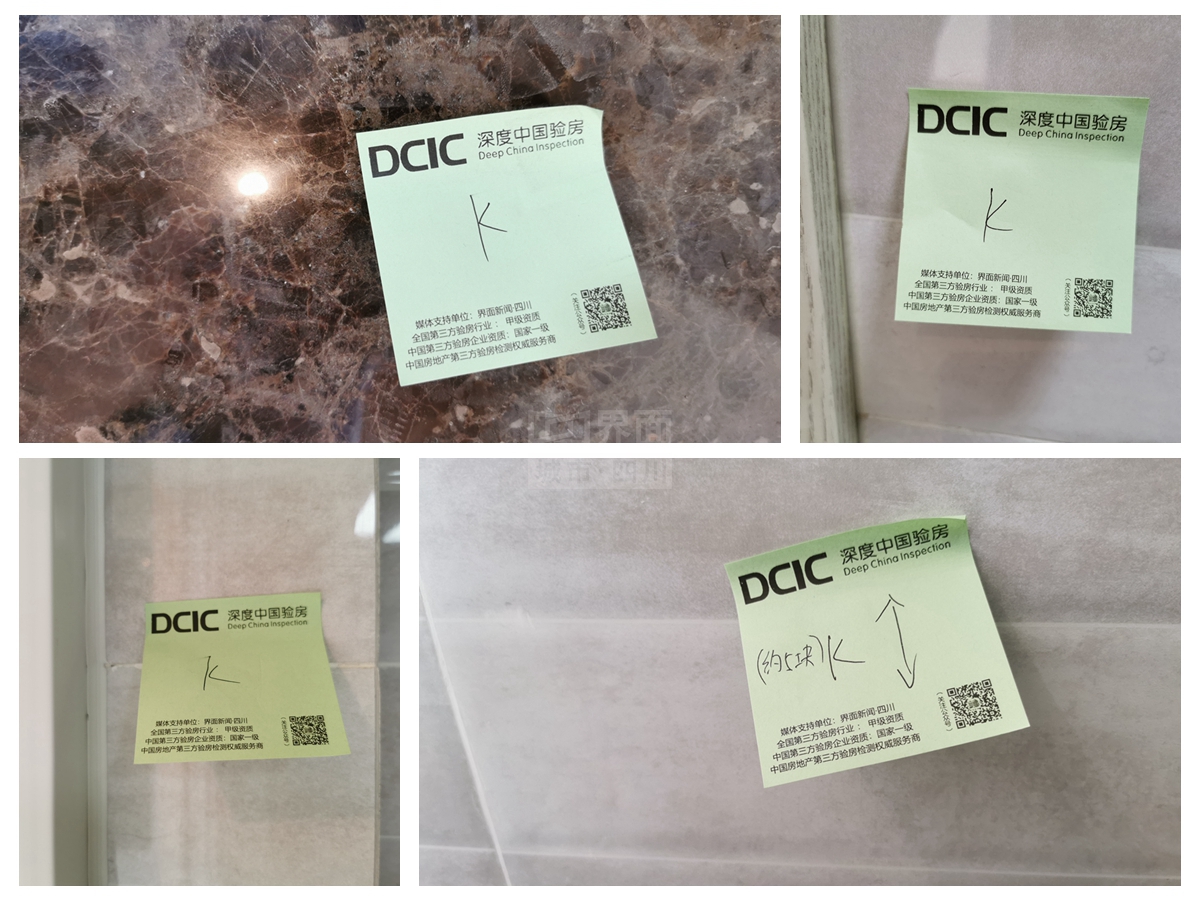 DCIC 深度中国验房
Deep China Inspection
K
媒体支持单位：界面新闻·四川
全国第三方验房行业：甲级资质
中国第三方验房企业资质：国家一级
中国房地产第三方验房检测权威服务商
DCIC 深度中国验房
Deep China Inspection
K
媒体支持单位：界面新闻·四川
全国第三方验房行业：甲级资质
中国第三方验房企业资质：国家一级
中国房地产第三方验房检测权威服务商
界面
四川
DCIC 深度中国验房
Deep China Inspection
K
媒体支持单位：界面新闻·四川
全国第三方验房行业：甲级资质
中国第三方验房企业资质：国家一级
中国房地产第三方验房检测权威服务商
DCIC 深度中国验房
Deep China Inspection
(约5块)K
媒体支持单位：界面新闻·四川
全国第三方验房行业：甲级资质
中国第三方验房企业资质：国家一级
中国房地产第三方验房检测权威服务商